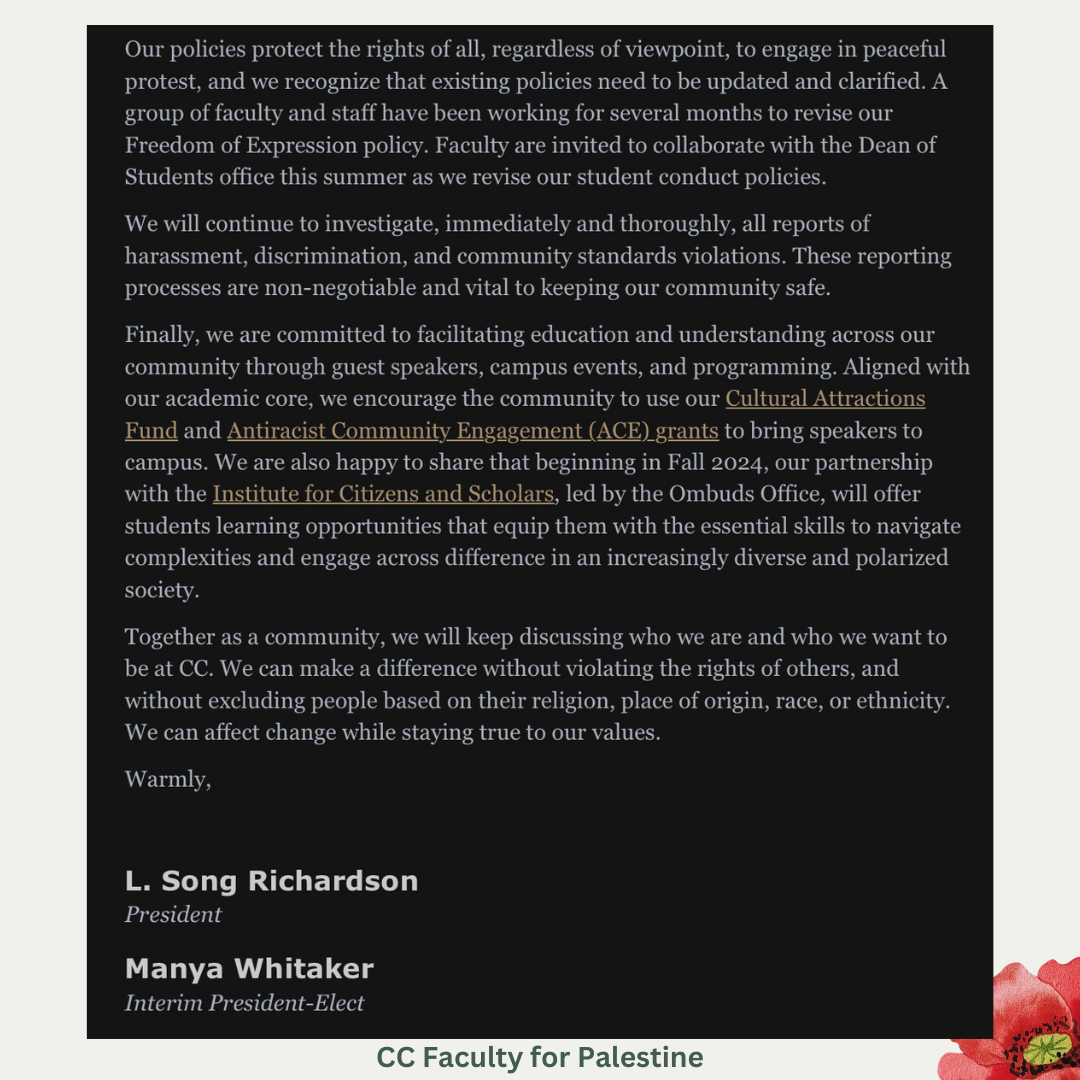 Our policies protect the rights of all, regardless of viewpoint, to engage in peaceful
protest, and we recognize that existing policies need to be updated and clarified. A
group of faculty and staff have been working for several months to revise our
Freedom of Expression policy. Faculty are invited to collaborate with the Dean of
Students office this summer as we revise our student conduct policies.
We will continue to investigate, immediately and thoroughly, all reports of
harassment, discrimination, and community standards violations. These reporting
processes are non-negotiable and vital to keeping our community safe.
Finally, we are committed to facilitating education and understanding across our
community through guest speakers, campus events, and programming. Aligned with
our academic core, we encourage the community to use our Cultural Attractions
Fund and Antiracist Community Engagement (ACE) grants to bring speakers to
campus. We are also happy to share that beginning in Fall 2024, our partnership
with the Institute for Citizens and Scholars, led by the Ombuds Office, will offer
students learning opportunities that equip them with the essential skills to navigate
complexities and engage across difference in an increasingly diverse and polarized
society.
Together as a community, we will keep discussing who we are and who we want to
be at CC. We can make a difference without violating the rights of others, and
without excluding people based on their religion, place of origin, race, or ethnicity.
We can affect change while staying true to our values.
Warmly,
L. Song Richardson
President
Manya Whitaker
Interim President-Elect
CC Faculty for Palestine